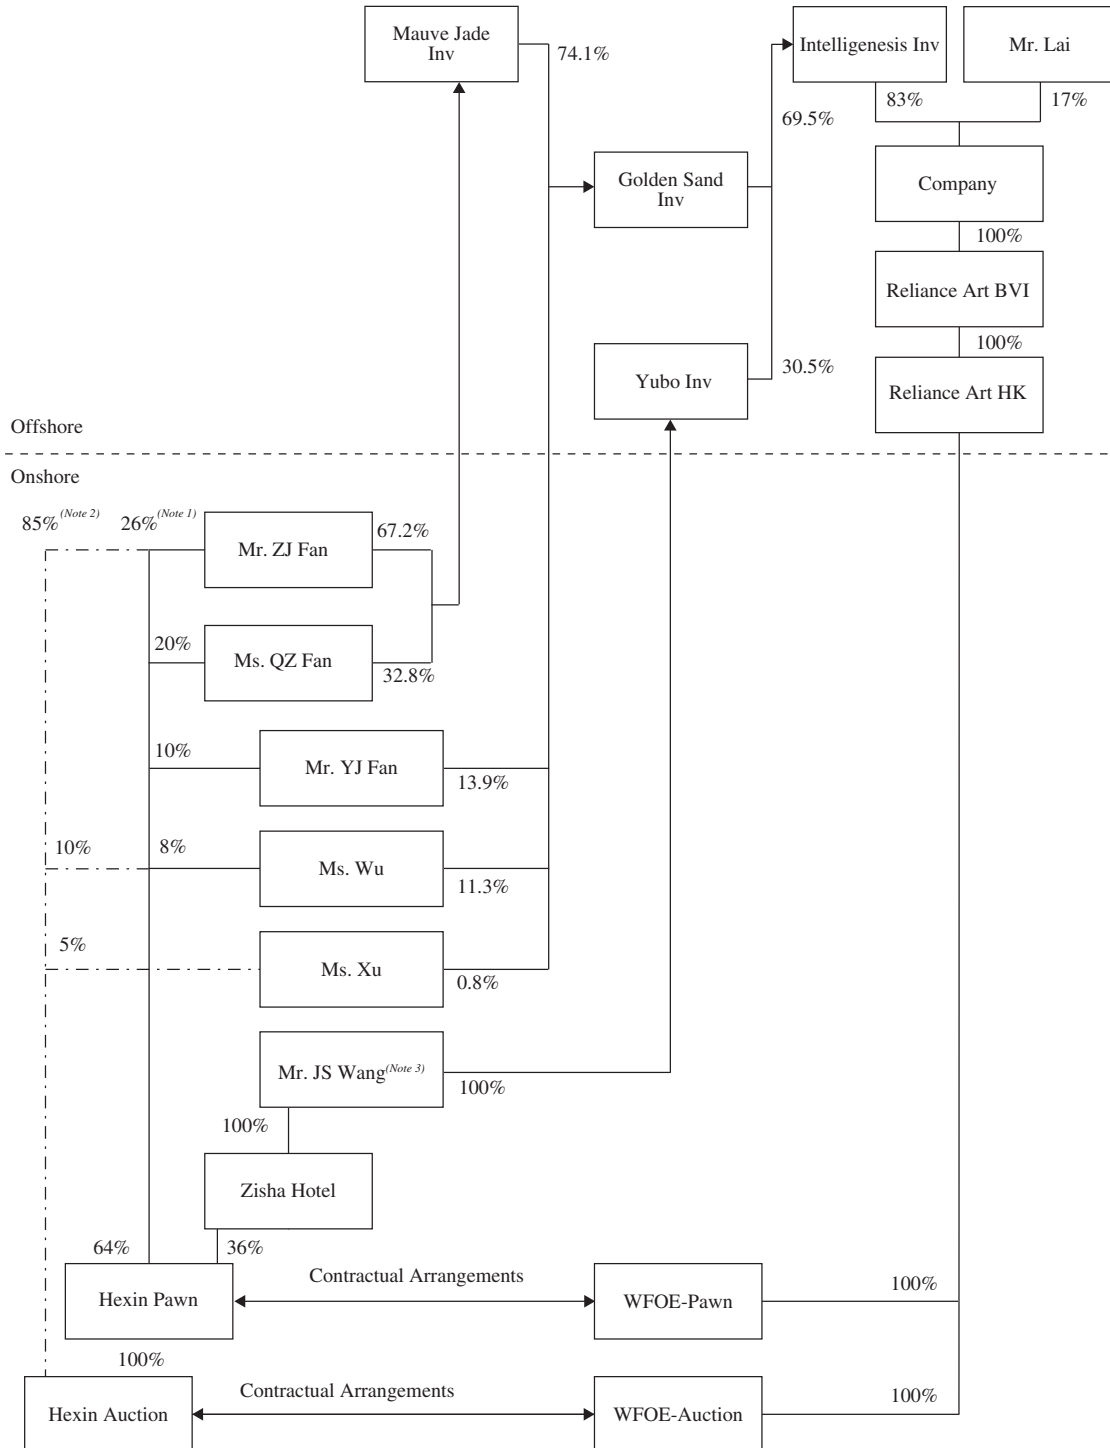 Mauve Jade
Inv
74.1%
Intelligenesis Inv
Mr. Lai
83%
17%
69.5%
Golden Sand
Inv
Company
100%
Reliance Art BVI
100%
Yubo Inv
30.5%
Reliance Art HK
Offshore
Onshore
85% (Note 2)
26% (Note 1)
Mr. ZJ Fan
67.2%
20%
Ms. QZ Fan
32.8%
10%
Mr. YJ Fan
13.9%
10%
8%
Ms. Wu
11.3%
5%
Ms. Xu
0.8%
Mr. JS Wang(Note 3)
100%
100%
Zisha Hotel
64%
36%
Hexin Pawn
Contractual Arrangements
WFOE-Pawn
100%
100%
Hexin Auction
Contractual Arrangements
WFOE-Auction
100%